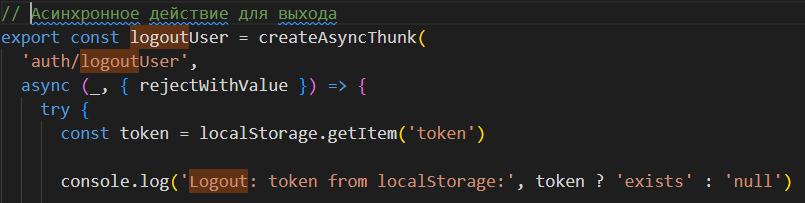 // Асинхронное действие для выхода
export const logoutUser = createAsyncThunk(
'auth/logoutUser',
async (_, { rejectWithValue }) => {
try {
const token = localStorage.getItem('token')
console.log('Logout: token from localStorage:', token ? 'exists' : 'null')